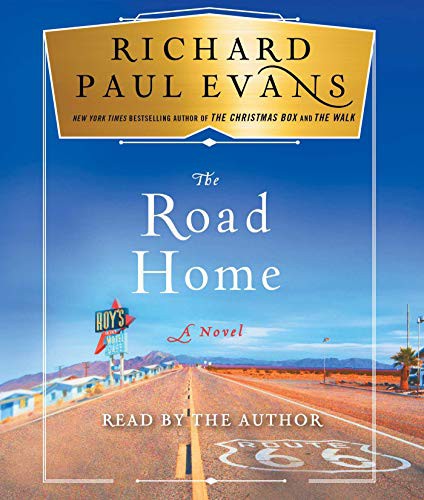 RICHARD
PAUL EVANS
NEW YORK TIMES BESTSELLING AUTHOR OF THE CHRISTMAS BOX AND THE WALK
The
Road
Home
A Novel
ROY'S
MOTEL
CAFE
READ BY THE AUTHOR
ROUTE
66